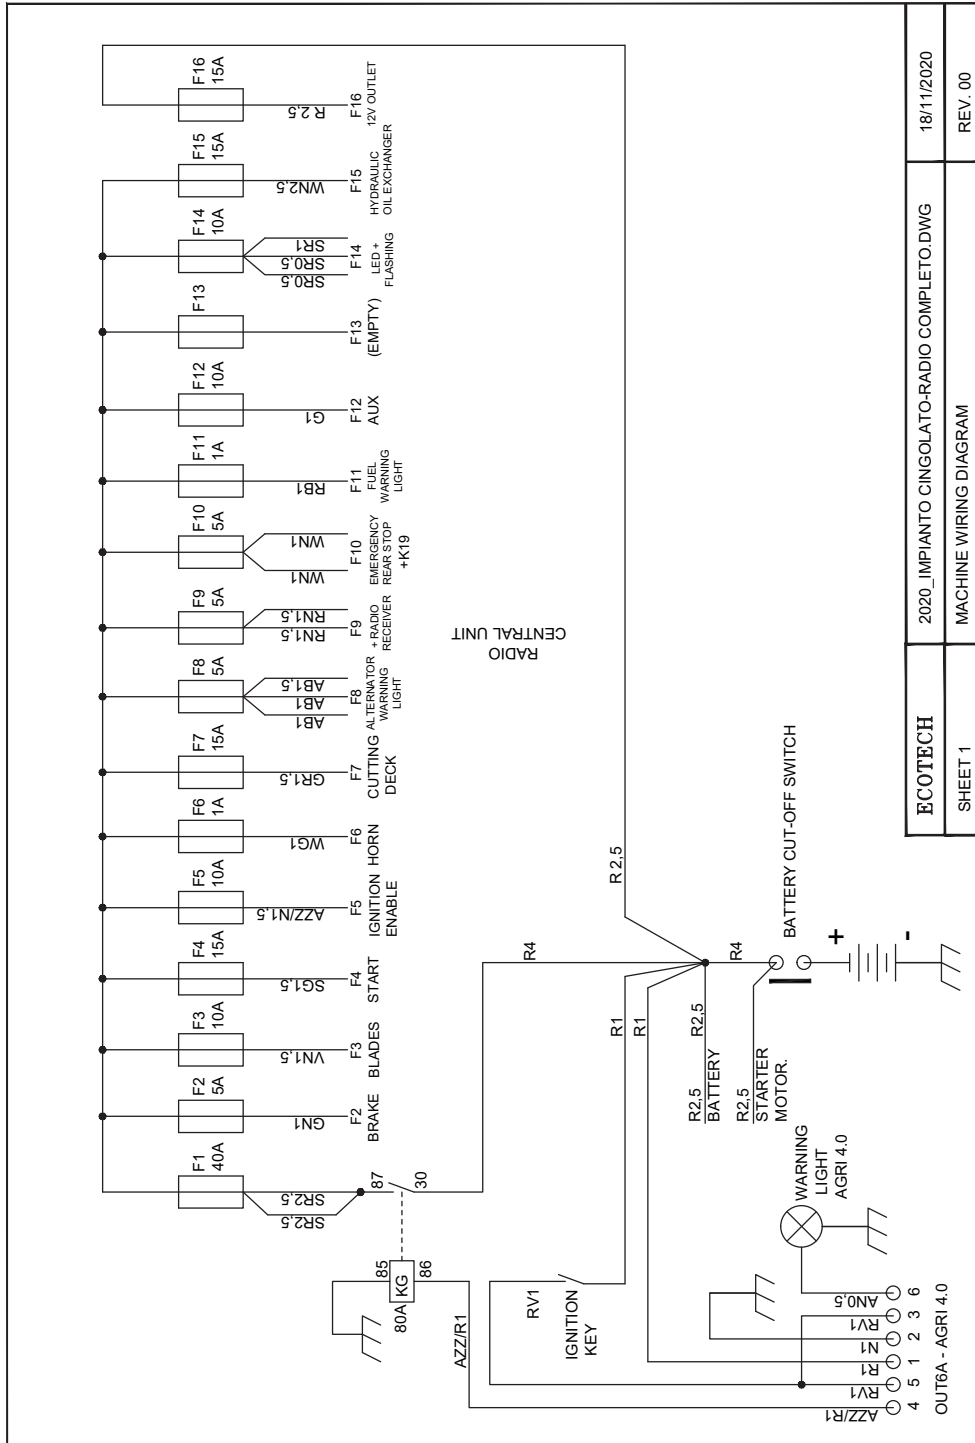 F1
40A
SR2,5
SR2,5
F2
5A
GN1
F2
BRAKE
F3
10A
VN1,5
F3
BLADES
F4
15A
SG1,5
F4
START
F5
10A
AZZ/N1,5
F5
IGNITION
ENABLE
F6
1A
WG1
F6
HORN
F7
15A
GR1,5
F7
CUTTING
DECK
F8
5A
AB1
AB1
AB1,5
F8
ALTERNATOR
WARNING
LIGHT
F9
5A
RN1,5
RN1,5
F9
+ RADIO
RECEIVER
F10
5A
WN1
WN1
F10
EMERGENCY
REAR STOP
+K19
F11
1A
RB1
F11
FUEL
WARNING
LIGHT
F12
10A
G1
F12
AUX
F13
F13
(EMPTY)
F14
10A
SR0,5
SR0,5
SR1
F14
LED +
FLASHING
F15
15A
WN2,5
F15
HYDRAULIC
OIL EXCHANGER
F16
15A
R 2,5
F16
12V OUTLET
87
30
85
86
KG
80A
AZZ/R1
RADIO
CENTRAL UNIT
R4
R 2,5
RV1
IGNITION
KEY
R1
R1
R2,5
R4
R2,5
BATTERY
R2,5
STARTER
MOTOR.
BATTERY CUT-OFF SWITCH
+
-
WARNING
LIGHT
AGRI 4.0
AZZ/R1
RV1
R1
N1
RV1
AN0,5
4
5
1
2
3
6
OUT6A - AGRI 4.0
ECOTECH
2020_IMPIANTO CINGOLATO-RADIO COMPLETO.DWG
18/11/2020
SHEET 1
MACHINE WIRING DIAGRAM
REV. 00